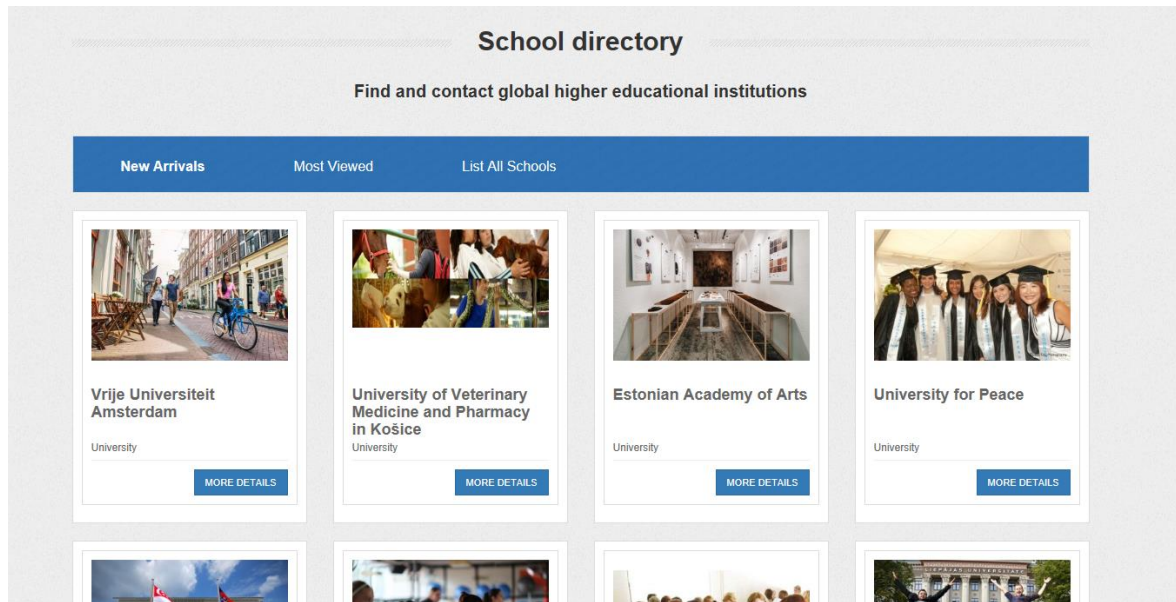 School directory
Find and contact global higher educational institutions
New Arrivals
Most Viewed
List All Schools
Vrije Universiteit
Amsterdam
University
MORE DETAILS
University of Veterinary
Medicine and Pharmacy
in Košice
University
MORE DETAILS
Estonian Academy of Arts
University
MORE DETAILS
University for Peace
University
MORE DETAILS
LIEPĀJAS UNIVERSITĀTE